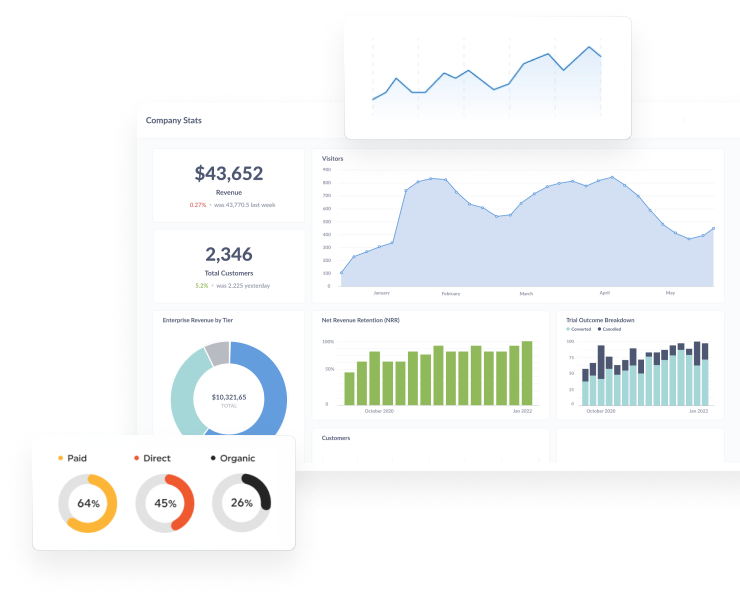 Company Stats
$43,652
Revenue
0.27% • was 43,770.5 last week
2,346
Total Customers
5.2% • was 2,225 yesterday
Visitors
900
800
700
600
500
400
300
200
100
0
January
February
March
April
May
Enterprise Revenue by Tier
$10,321,65
TOTAL
Net Revenue Retention (NRR)
100%
50%
0
October 2020
Jan 2022
Trial Outcome Breakdown
Converted
Cancelled
100
75
50
25
0
October 2020
Jan 2022
Customers
Paid
Direct
Organic
64%
45%
26%